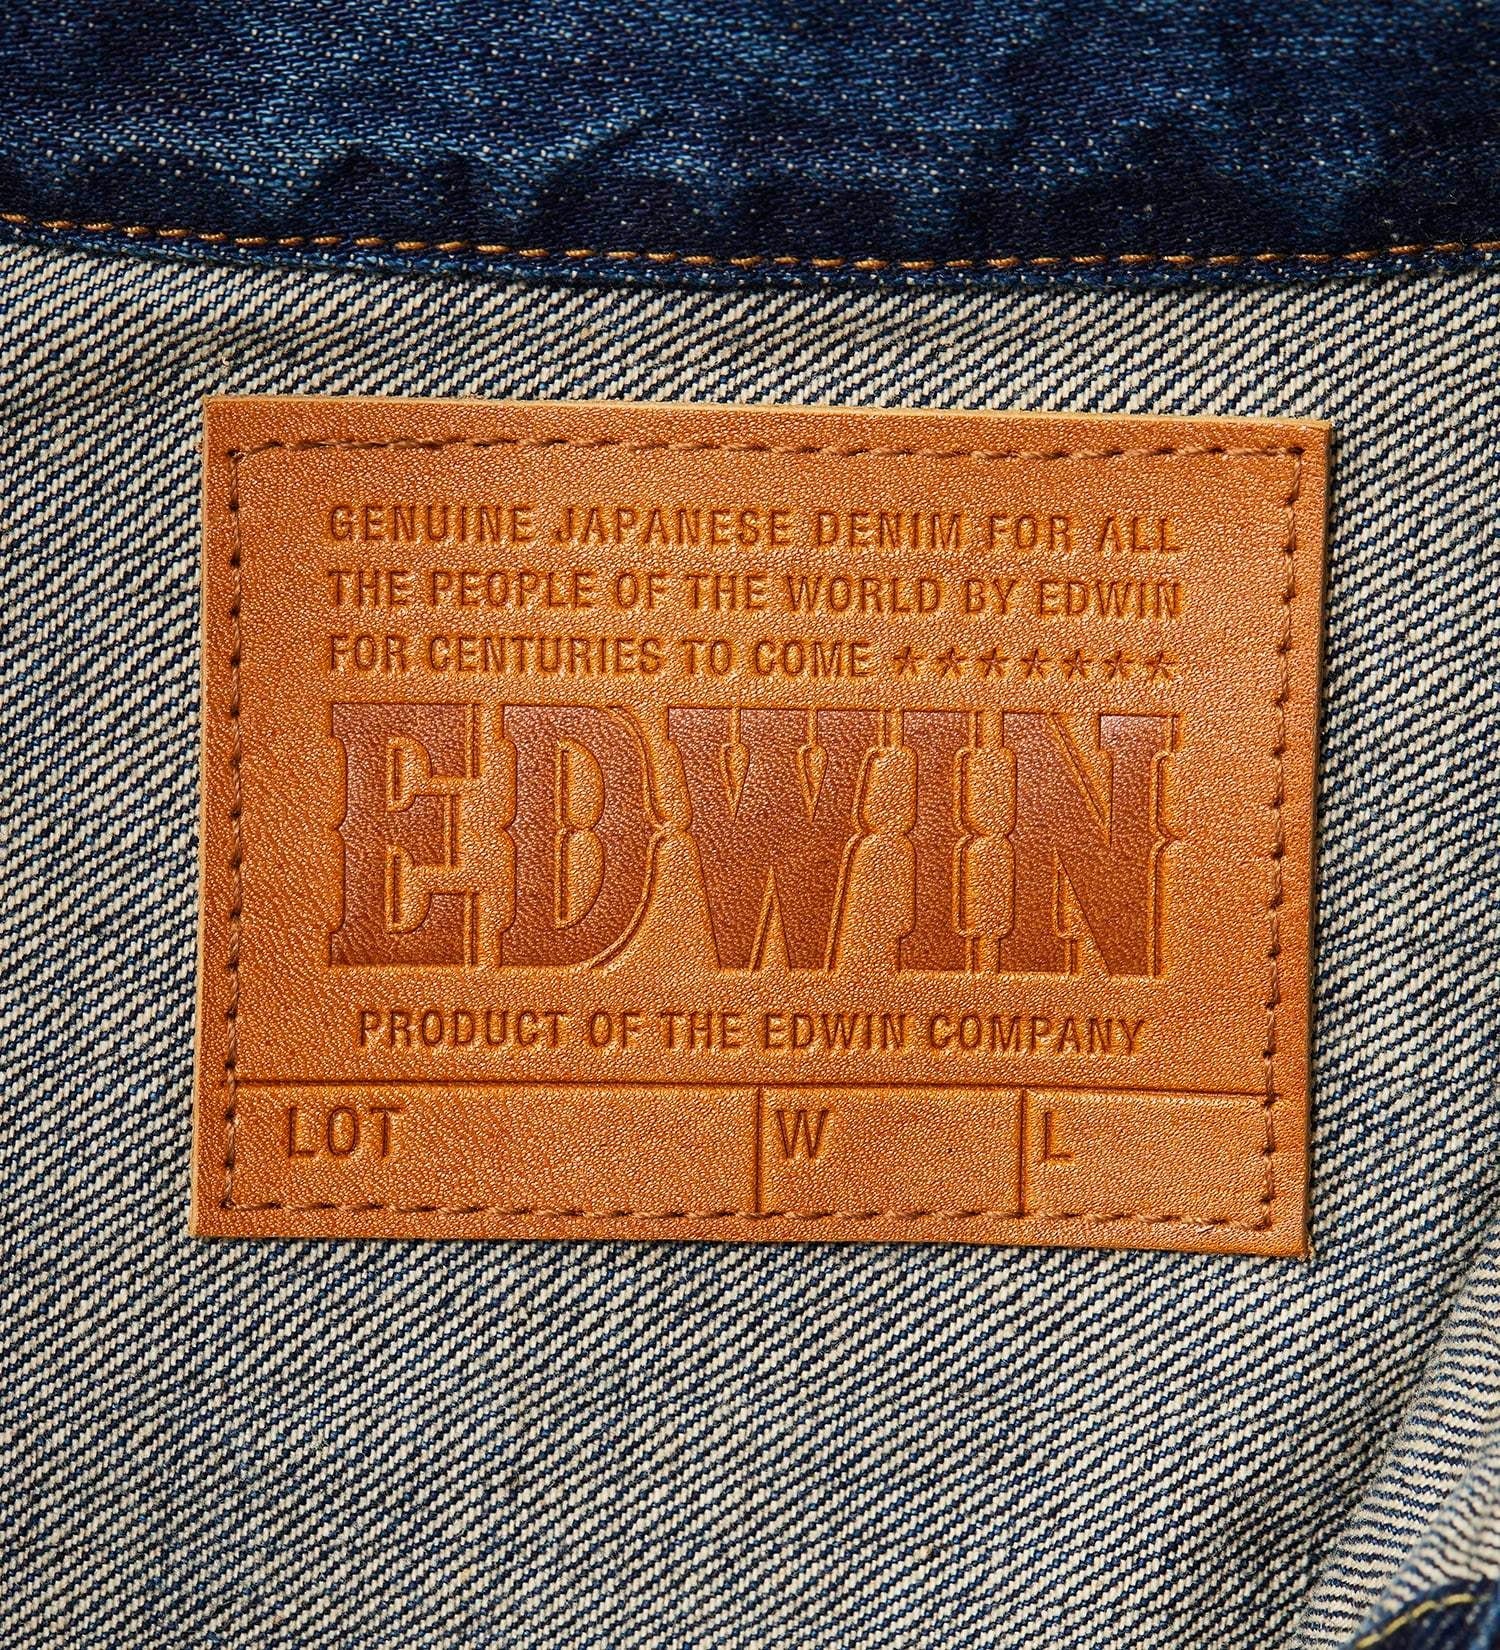 GENUINE JAPANESE DENIM FOR ALL
THE PEOPLE OF THE WORLD BY EDWIN
FOR CENTURIES TO COME ★★★★★★★
EDWIN
PRODUCT OF THE EDWIN COMPANY
LOT W L